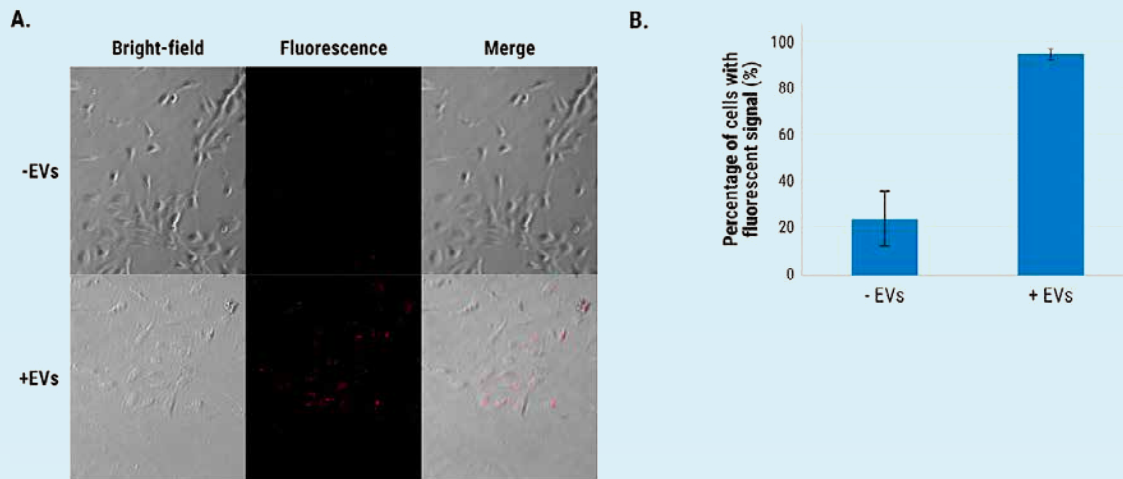 A.
Bright-field
Fluorescence
Merge
-EVs
+EVs
B.
Percentage of cells with
fluorescent signal (%)
100
80
60
40
20
0
- EVs
+ EVs